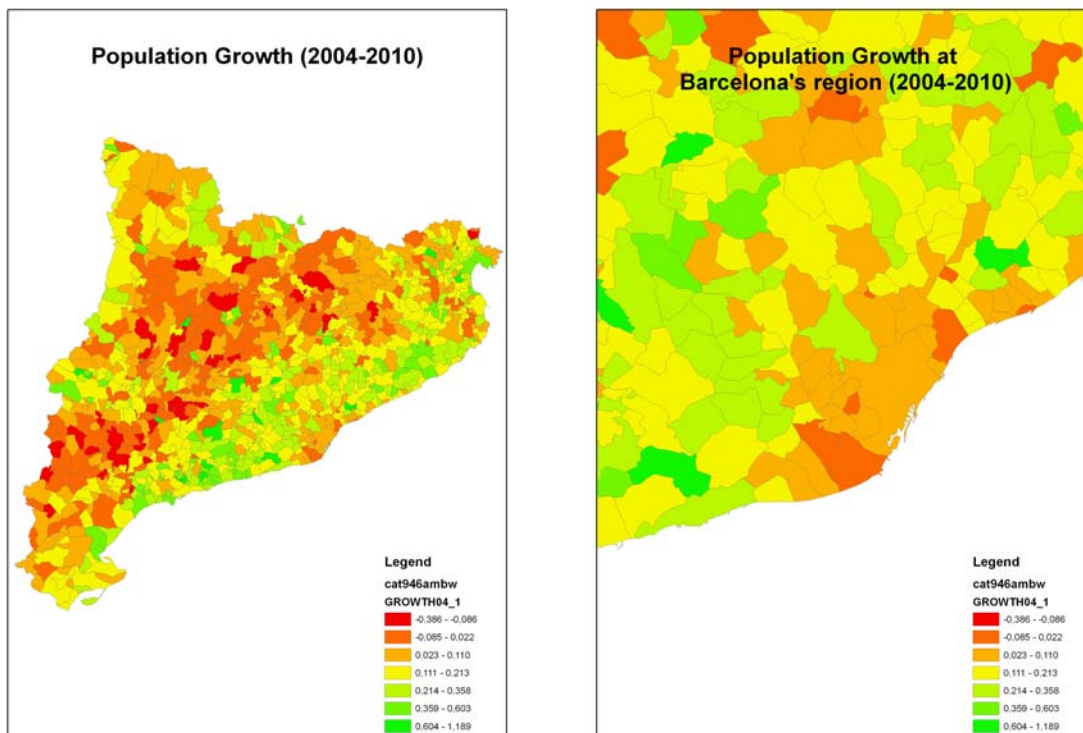 Population Growth (2004-2010)
Legend
cat946ambw
GROWTH04_1
-0,386 - -0,086
-0,085 - 0,022
0,023 - 0,110
0,111 - 0,213
0,214 - 0,358
0,359 - 0,603
0,604 - 1,189
Population Growth at
Barcelona's region (2004-2010)
Legend
cat946ambw
GROWTH04_1
-0,386 - -0,086
-0,085 - 0,022
0,023 - 0,110
0,111 - 0,213
0,214 - 0,358
0,359 - 0,603
0,604 - 1,189